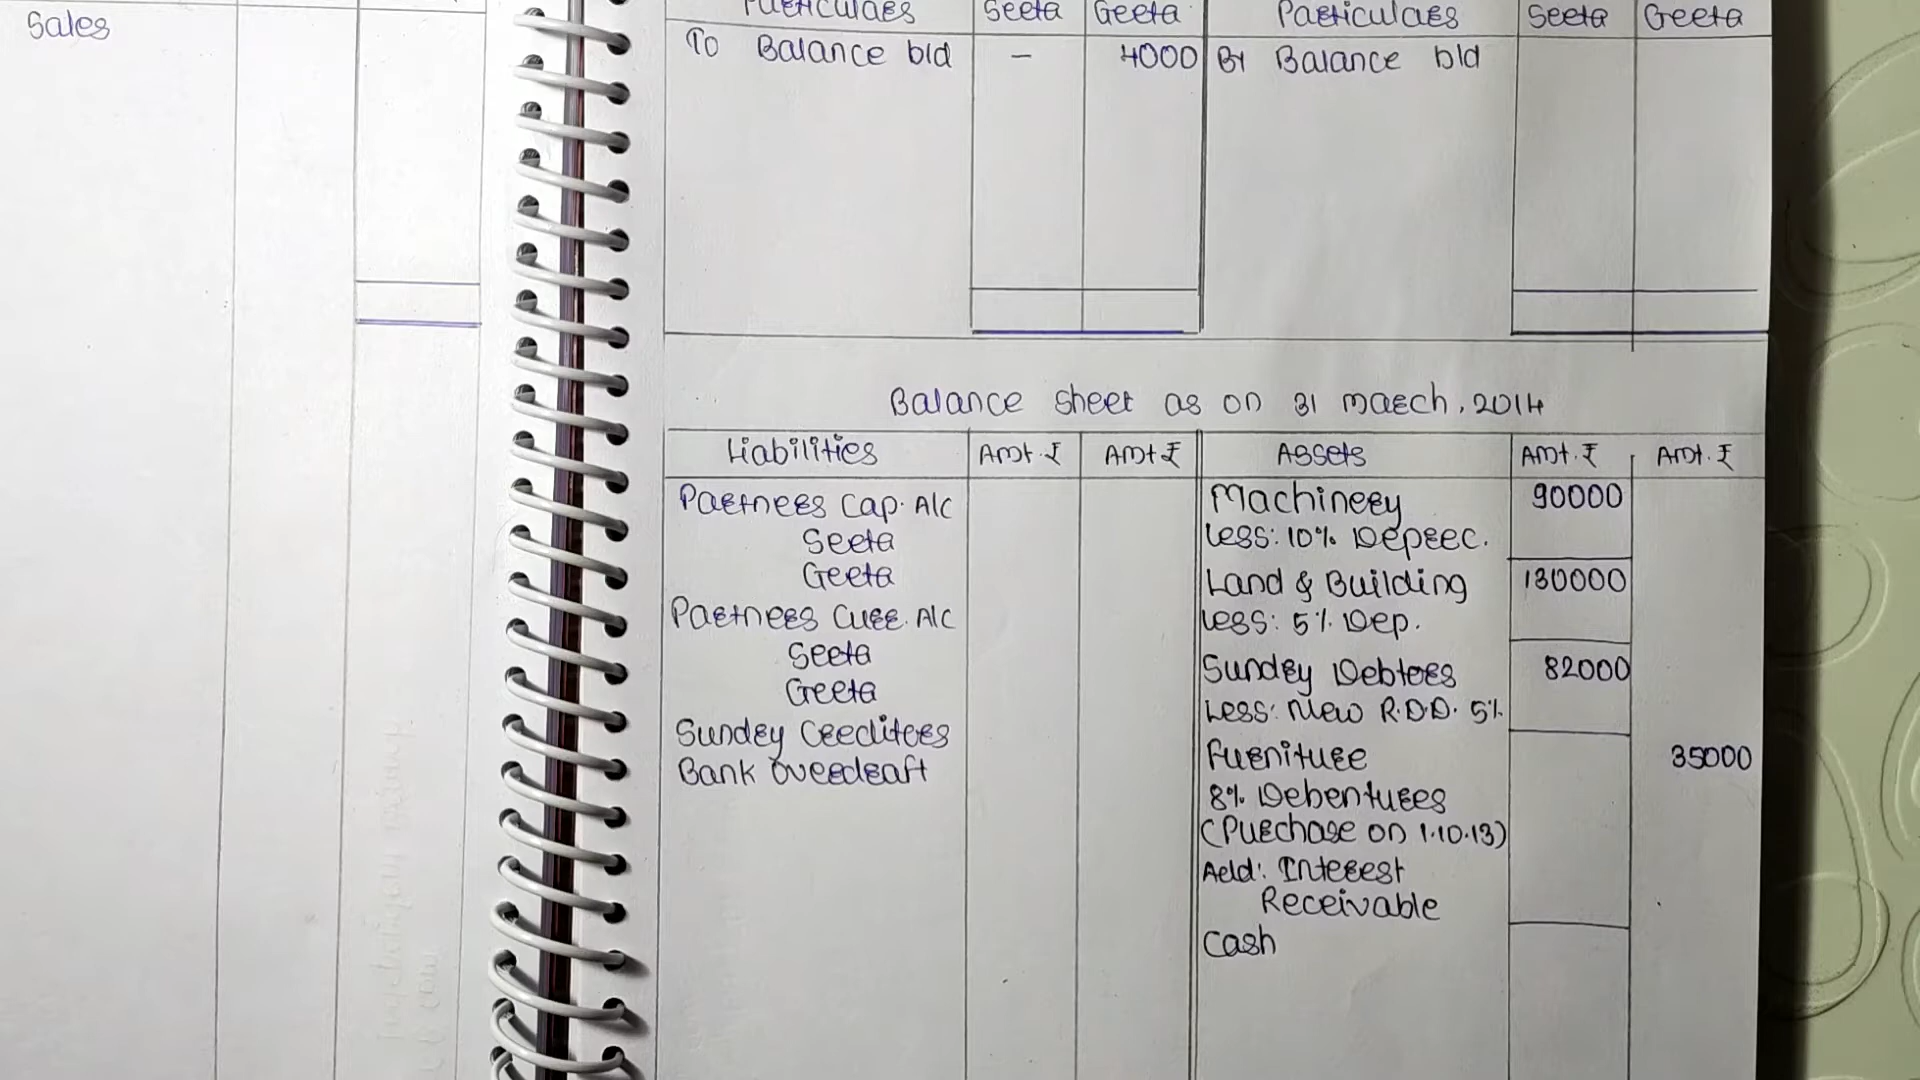 Sales
Particulars Seeta Geeta Particulars Seeta Geeta
To Balance b/d - 4000 By Balance b/d
Balance sheet as on 31 March, 2014
Liabilities Amt.₹ Amt ₹ Assets Amt.₹ Amt.₹
Partners Cap. A/c Machinery 90000
Seeta Less: 10% Deprec.
Geeta Land & Building 130000
Partners Curr. A/c Less: 5% Dep.
Seeta Sundry Debtors 82000
Geeta Less: New R.D.D. 5%
Sundry Creditors Furniture 35000
Bank Overdraft 8% Debentures
(Purchase on 1.10.13)
Add: Interest
Receivable
Cash